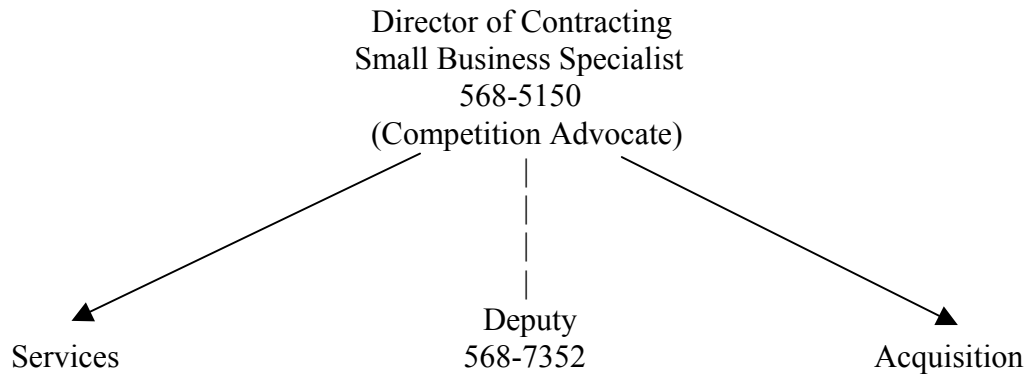 Director of Contracting
Small Business Specialist
568-5150
(Competition Advocate)
Deputy
Services
568-7352
Acquisition